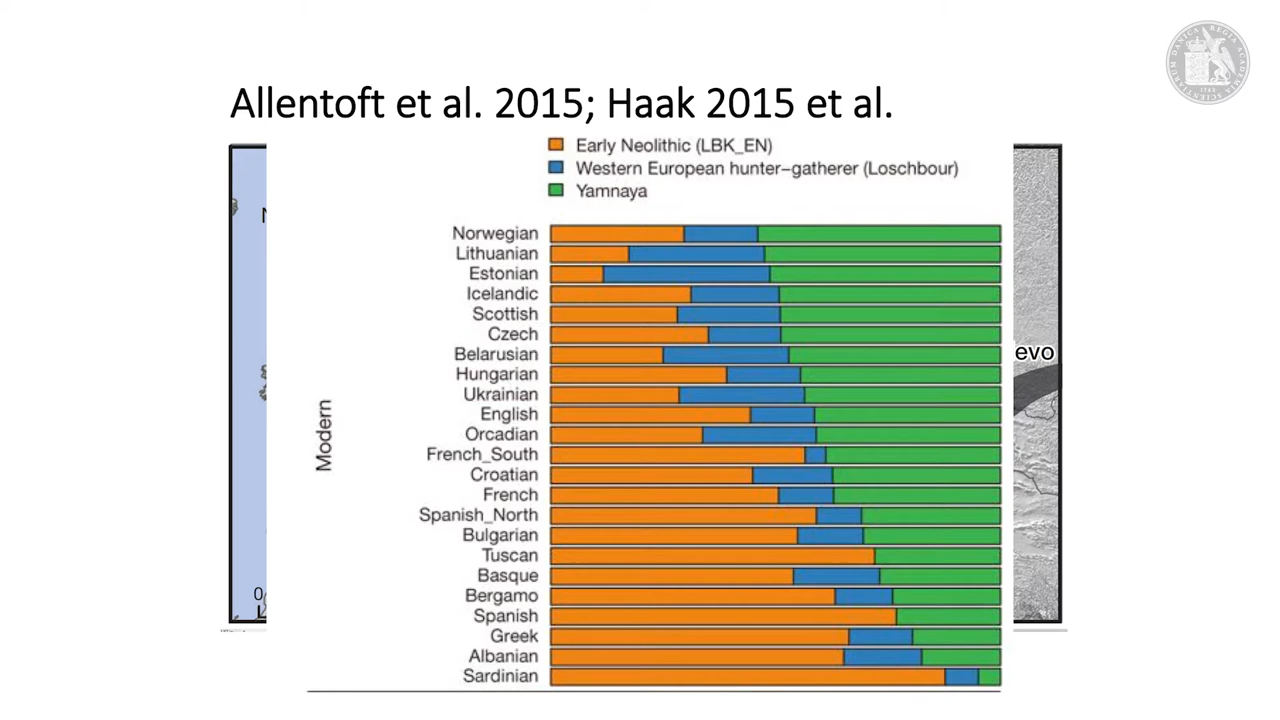 Allentoft et al. 2015; Haak 2015 et al.
Early Neolithic (LBK_EN)
Western European hunter–gatherer (Loschbour)
Yamnaya
Modern
Norwegian
Lithuanian
Estonian
Icelandic
Scottish
Czech
Belarusian
Hungarian
Ukrainian
English
Orcadian
French_South
Croatian
French
Spanish_North
Bulgarian
Tuscan
Basque
Bergamo
Spanish
Greek
Albanian
Sardinian
N
0
evo